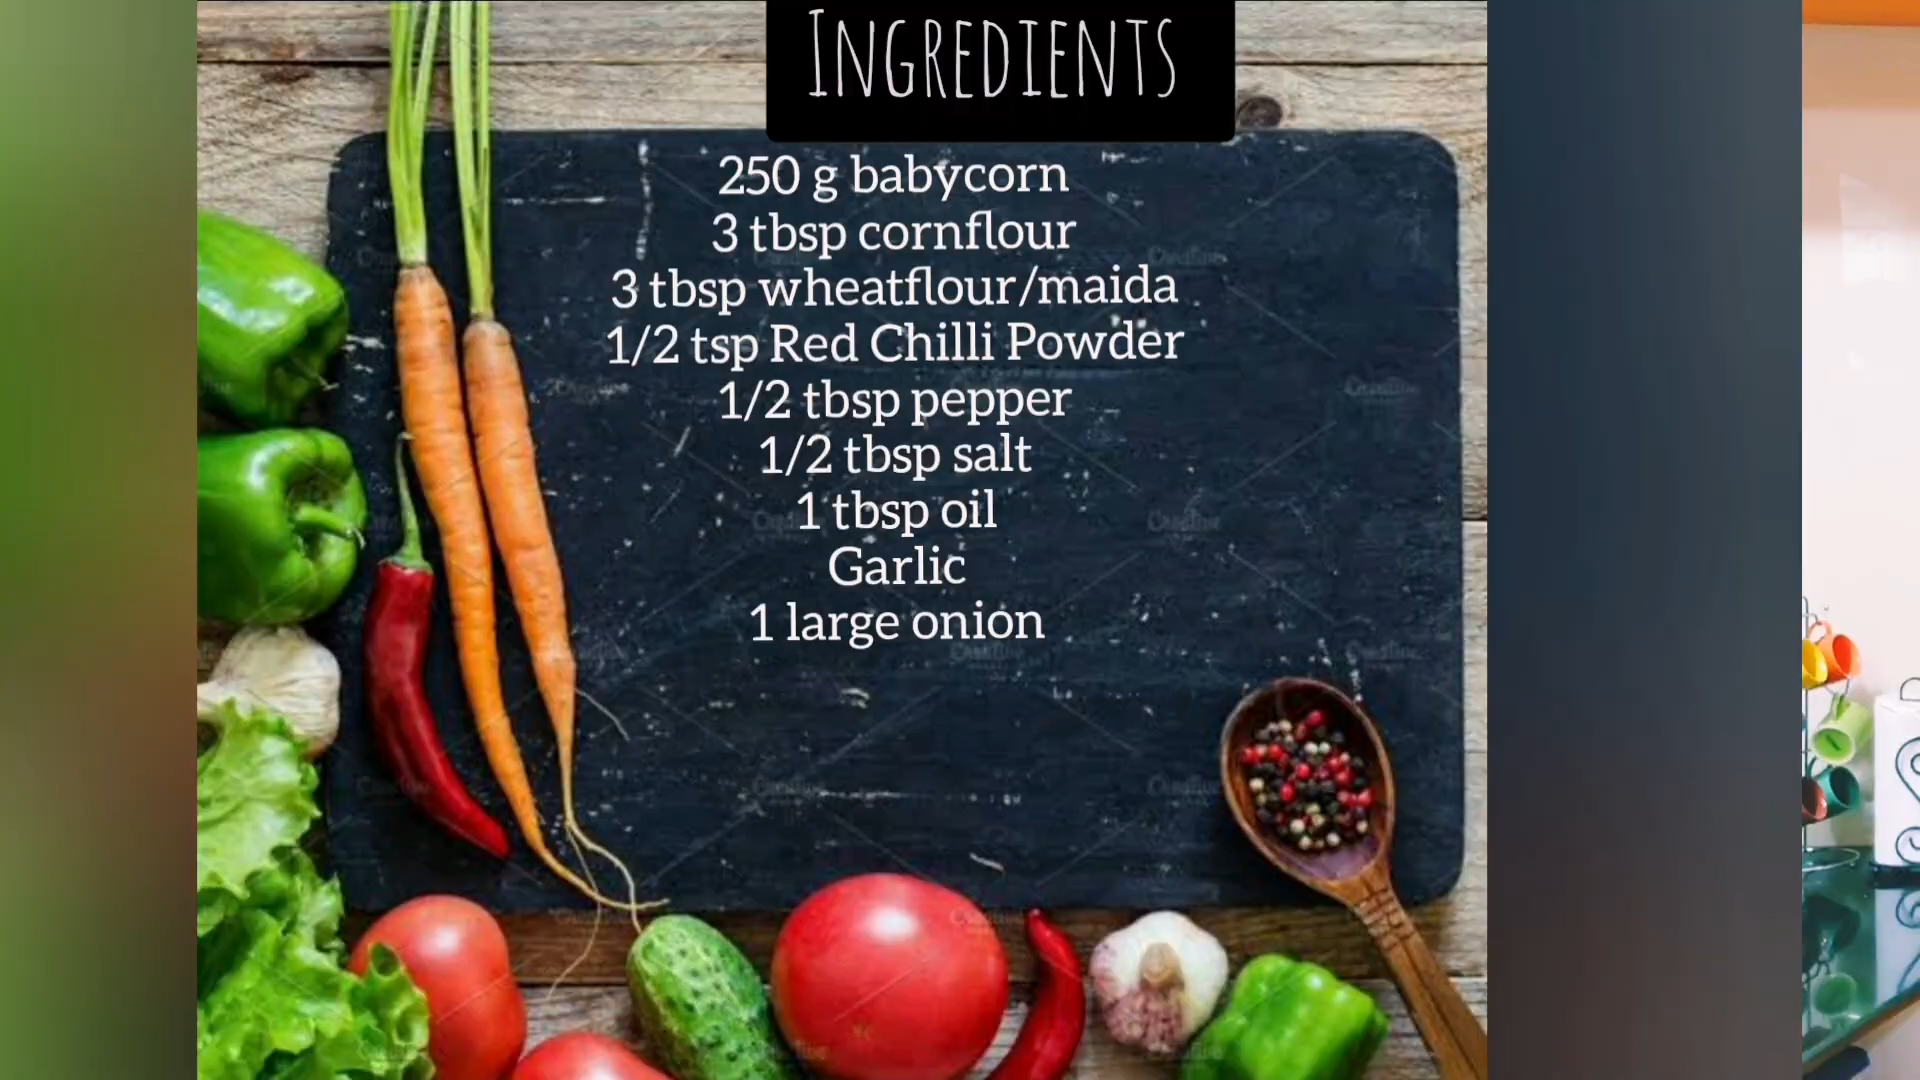 INGREDIENTS
250 g babycorn
3 tbsp cornflour
3 tbsp wheatflour/maida
1/2 tsp Red Chilli Powder
1/2 tbsp pepper
1/2 tbsp salt
1 tbsp oil
Garlic
1 large onion